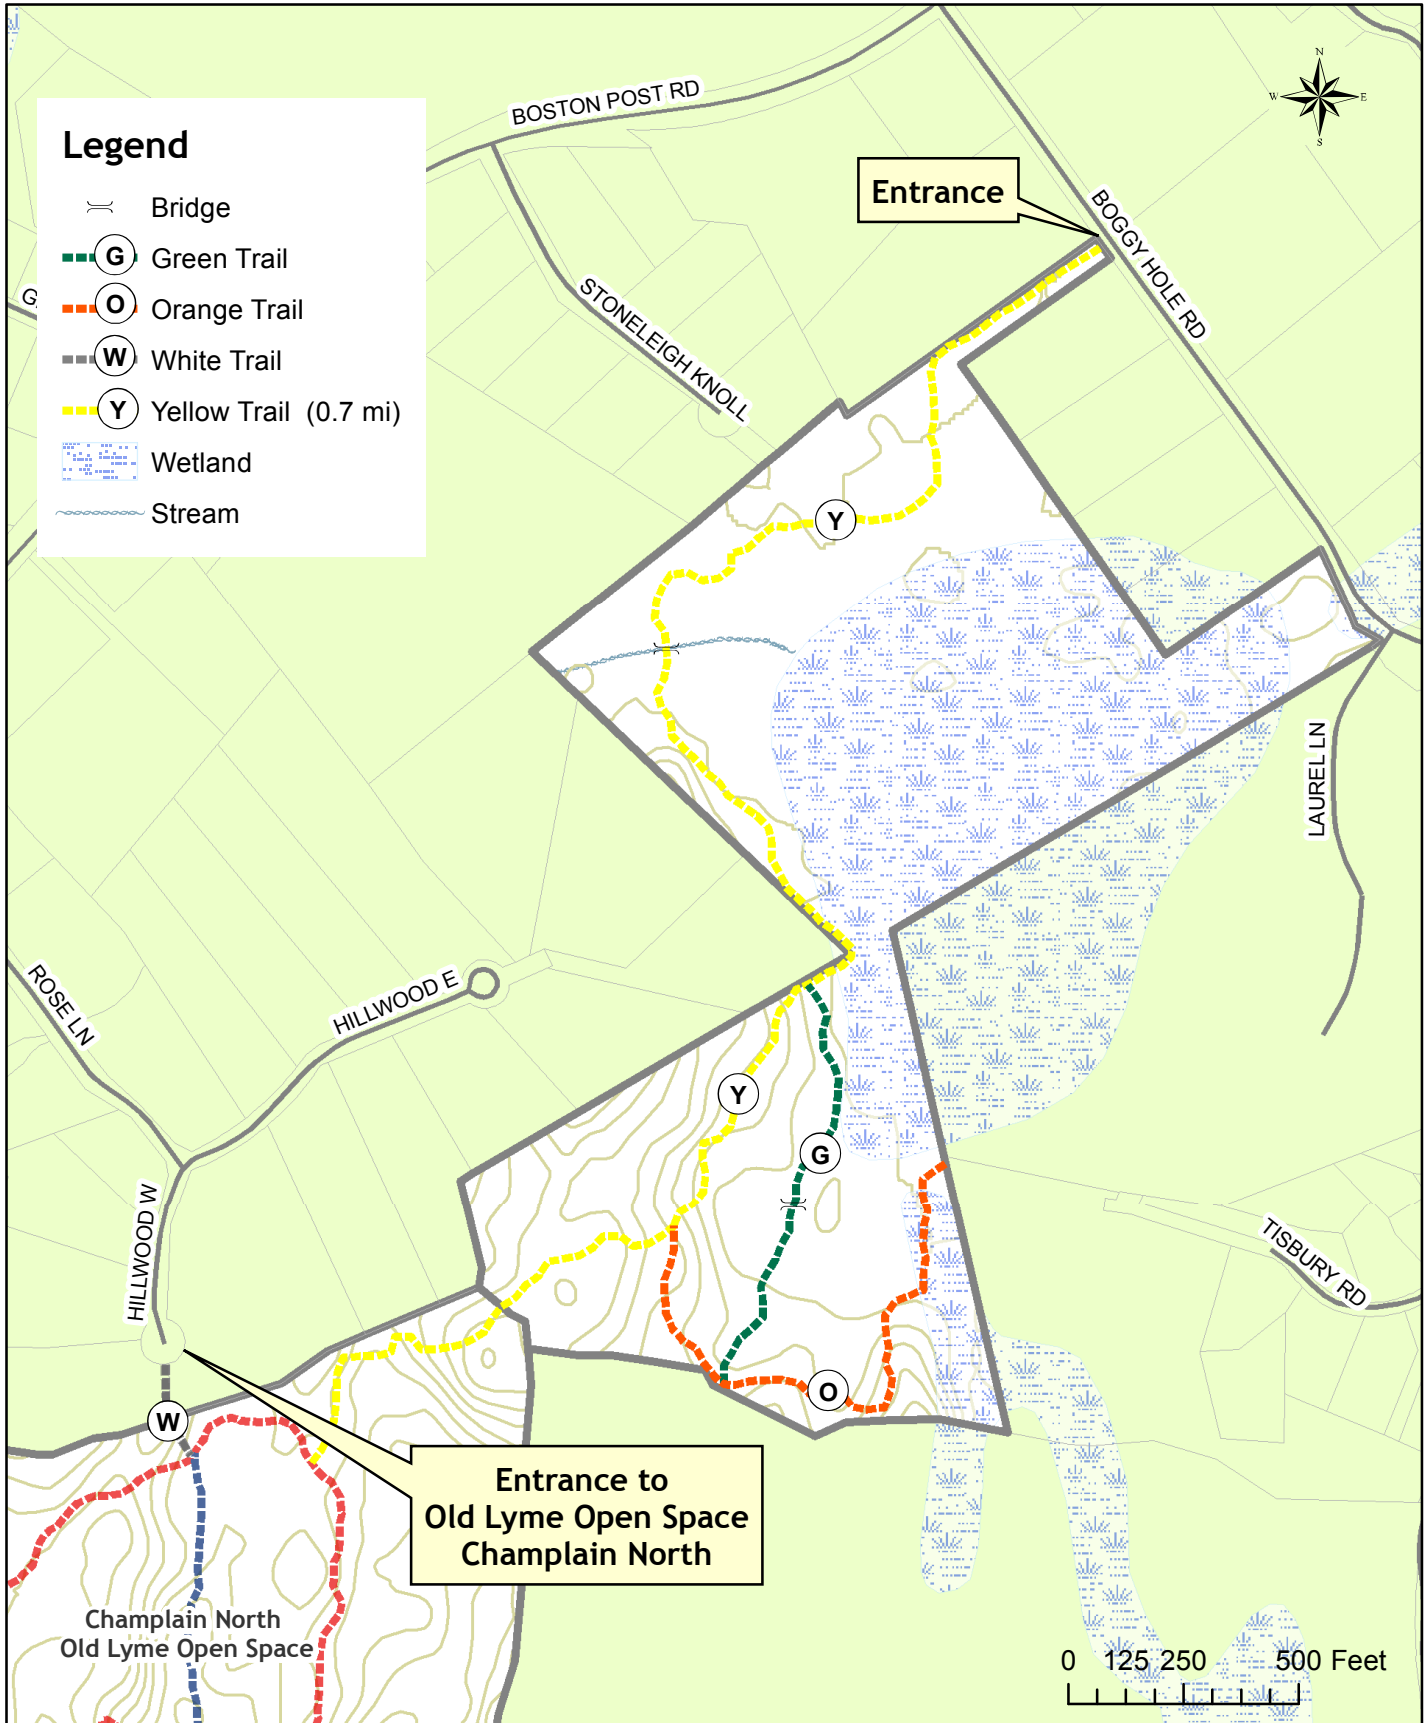 BOSTON POST RD
N
W
E
S
Legend
Bridge
G
Green Trail
O
Orange Trail
W
White Trail
Y
Yellow Trail (0.7 mi)
Wetland
Stream
Entrance
BOGGY HOLE RD
G
STONELEIGH KNOLL
Y
LAUREL LN
ROSE LN
HILLWOOD E
Y
G
HILLWOOD W
TISBURY RD
O
W
Entrance to
Old Lyme Open Space
Champlain North
Champlain North
Old Lyme Open Space
0 125 250 500 Feet